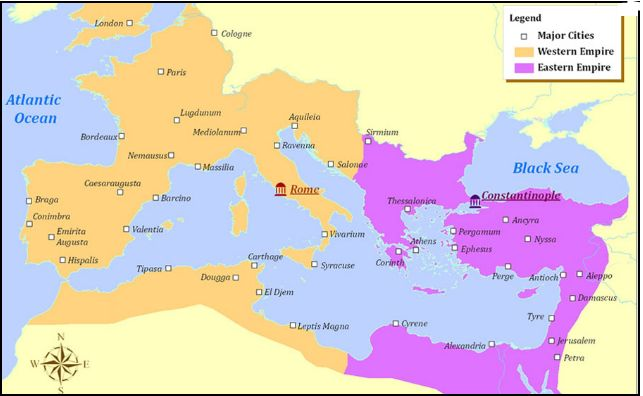 Legend
Major Cities
Western Empire
Eastern Empire
London
Cologne
Paris
Atlantic
Ocean
Lugdunum
Aquileia
Bordeaux
Mediolanum
Ravenna
Sirmium
Nemausus
Massilia
Salonae
Black Sea
Caesaraugusta
Barcino
Rome
Constantinople
Braga
Thessalonica
Conimbra
Ancyra
Emirita
Augusta
Valentia
Vivarium
Pergamum
Nyssa
Athens
Ephesus
Hispalis
Carthage
Syracuse
Corinth
Tipasa
Dougga
Perge
Antioch
Aleppo
El Djem
Damascus
Leptis Magna
Cyrene
Tyre
Alexandria
Jerusalem
Petra
N
W
E
S